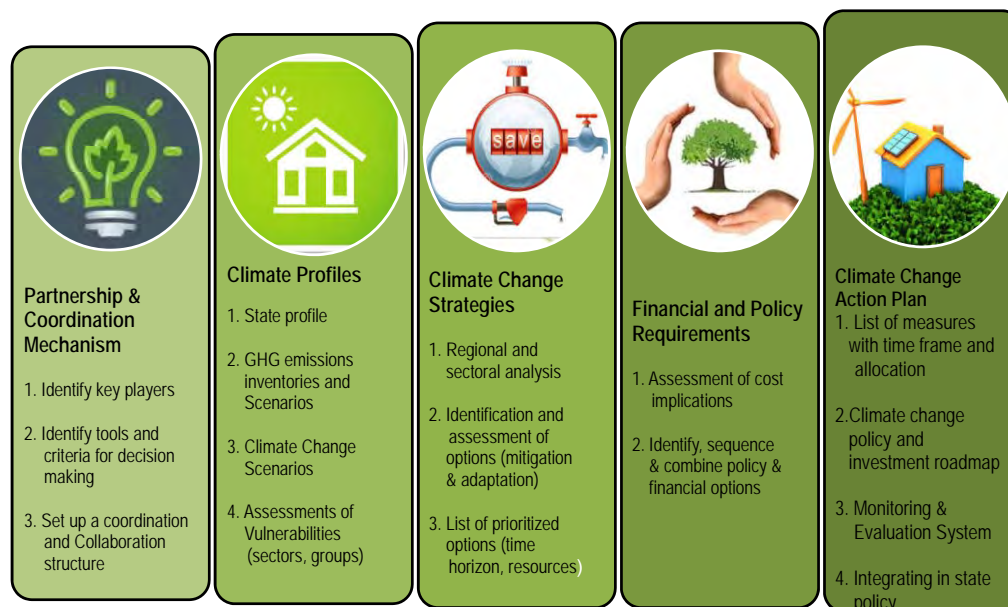 Partnership &
Coordination
Mechanism
1. Identify key players
2. Identify tools and
criteria for decision
making
3. Set up a coordination
and Collaboration
structure
Climate Profiles
1. State profile
2. GHG emissions
inventories and
Scenarios
3. Climate Change
Scenarios
4. Assessments of
Vulnerabilities
(sectors, groups)
save
Climate Change
Strategies
1. Regional and
sectoral analysis
2. Identification and
assessment of
options (mitigation
& adaptation)
3. List of prioritized
options (time
horizon, resources)
Financial and Policy
Requirements
1. Assessment of cost
implications
2. Identify, sequence
& combine policy &
financial options
Climate Change
Action Plan
1. List of measures
with time frame and
allocation
2.Climate change
policy and
investment roadmap
3. Monitoring &
Evaluation System
4. Integrating in state
policy